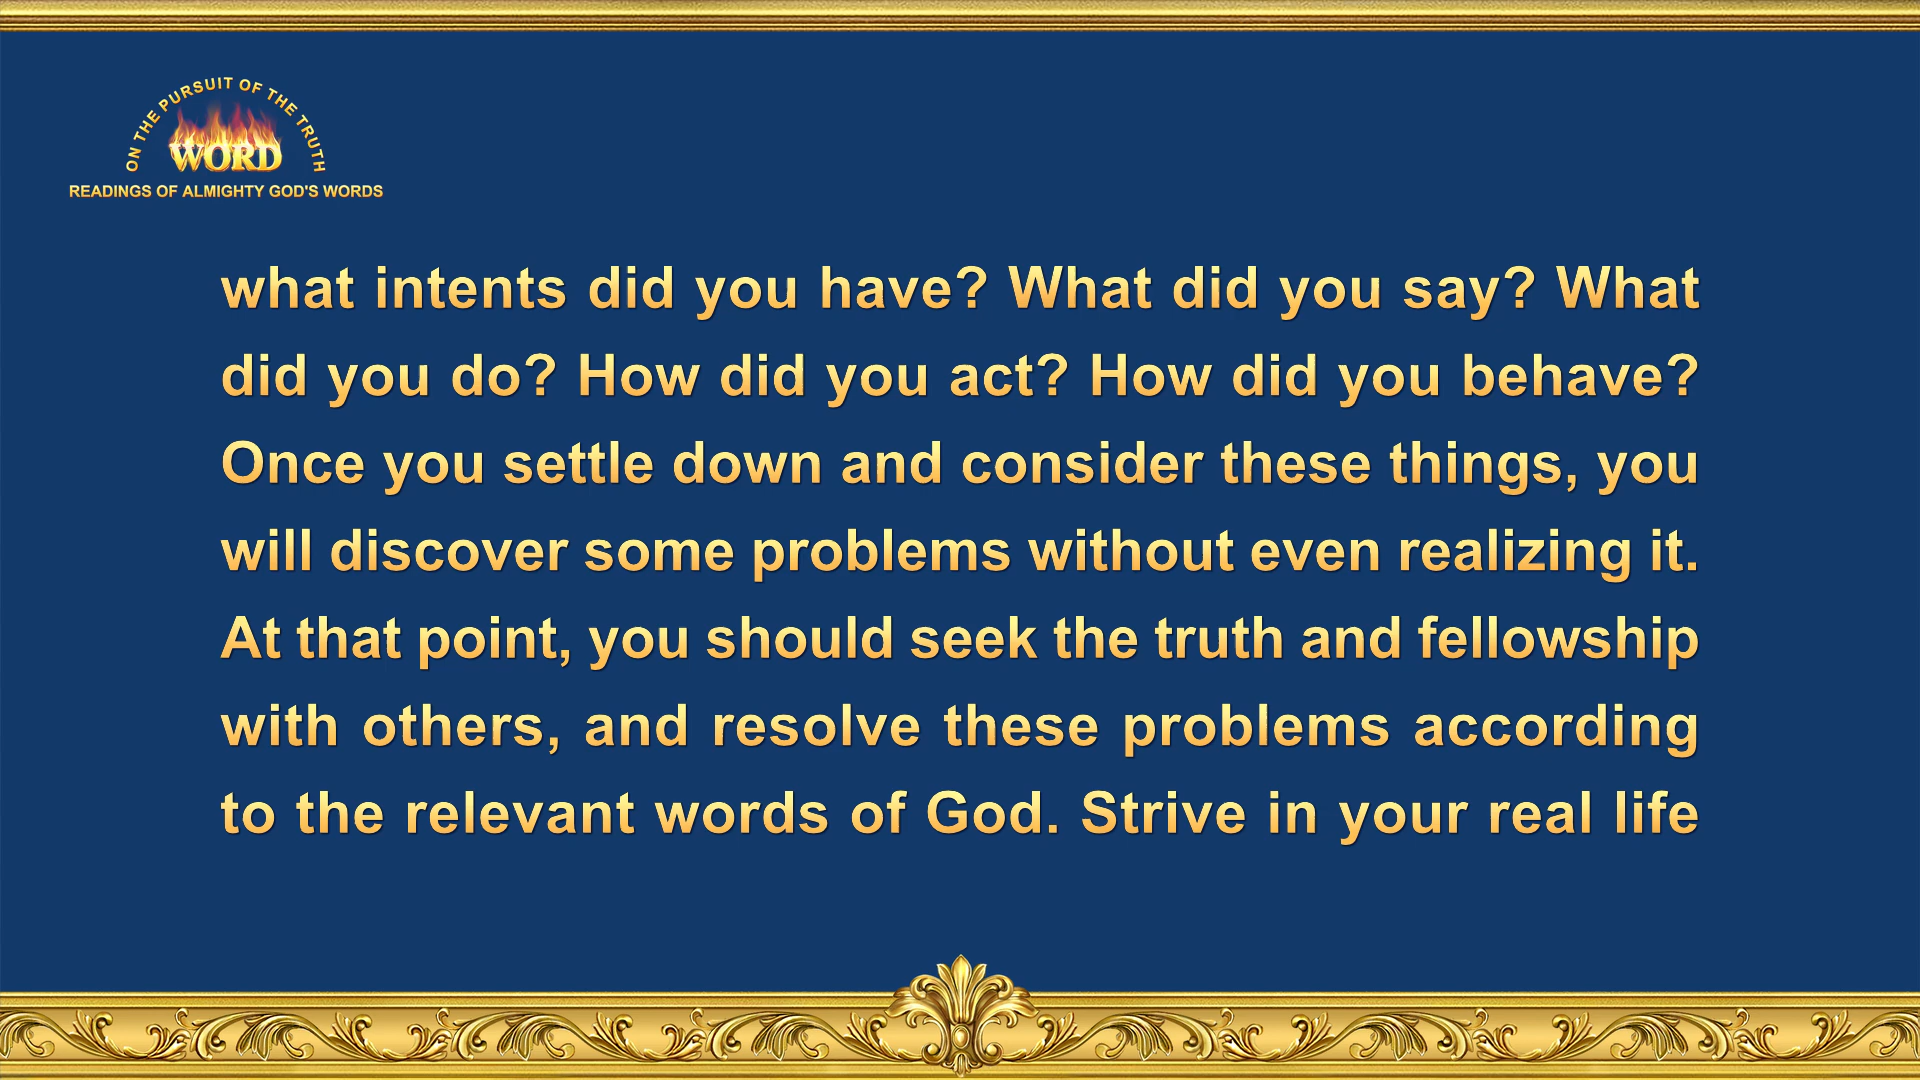 ON THE PURSUIT OF THE TRUTH
WORD
READINGS OF ALMIGHTY GOD'S WORDS
what intents did you have? What did you say? What
did you do? How did you act? How did you behave?
Once you settle down and consider these things, you
will discover some problems without even realizing it.
At that point, you should seek the truth and fellowship
with others, and resolve these problems according
to the relevant words of God. Strive in your real life